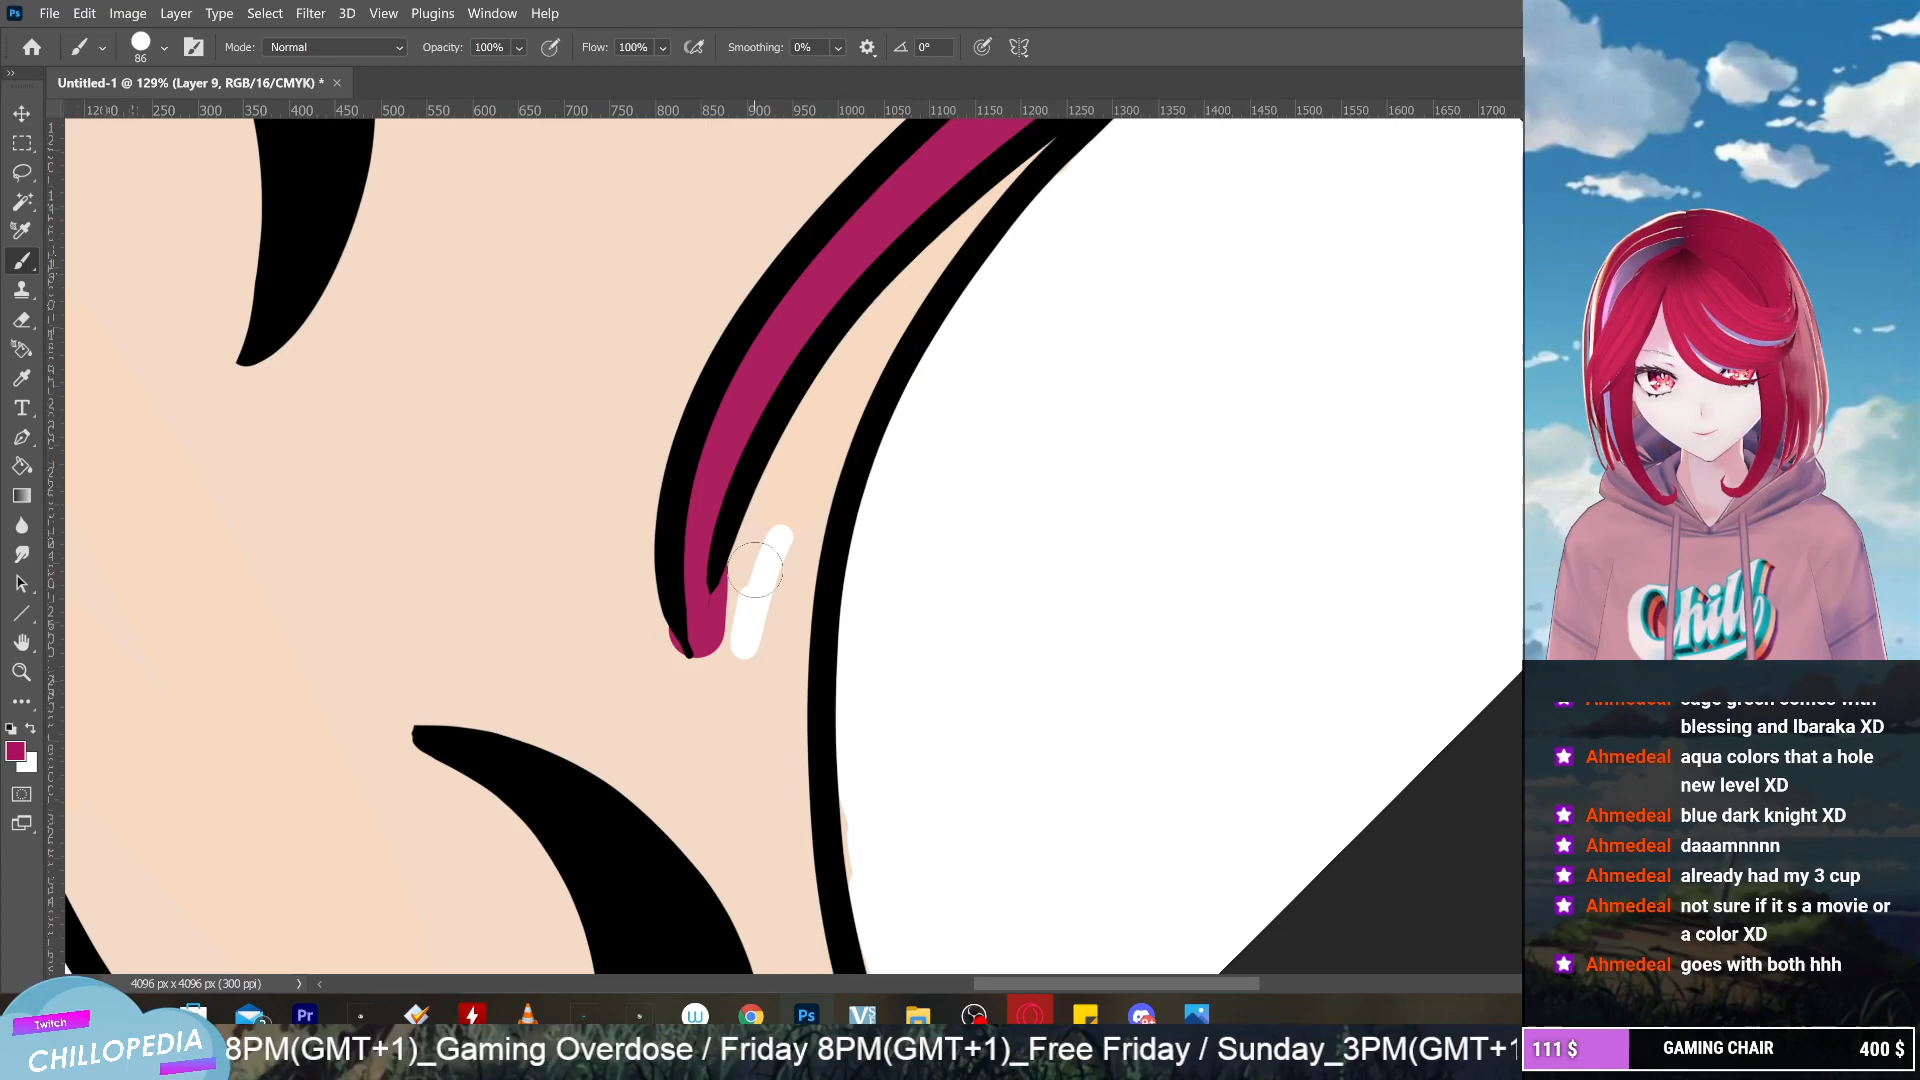 File Edit Image Layer Type Select Filter 3D View Plugins Window Help
86 Mode: Normal Opacity: 100% Flow: 100% Smoothing: 0% 0°
Untitled-1 @ 129% (Layer 9, RGB/16/CMYK) * ×
250 300 350 400 450 500 550 600 650 700 750 800 850 900 950 1000 1050 1100 1150 1200 1250 1300 1350 1400 1450 1500 1550 1600 1650 1700
Chill
blessing and Ibaraka XD
Ahmedeal aqua colors that a hole
new level XD
Ahmedeal blue dark knight XD
Ahmedeal daaamnnnn
Ahmedeal already had my 3 cup
Ahmedeal not sure if it s a movie or
a color XD
Ahmedeal goes with both hhh
4096 px x 4096 px (300 ppi)
Twitch
CHILLOPEDIA
8PM(GMT+1)_Gaming Overdose / Friday 8PM(GMT+1)_Free Friday / Sunday_3PM(GMT+1
111 $ GAMING CHAIR 400 $